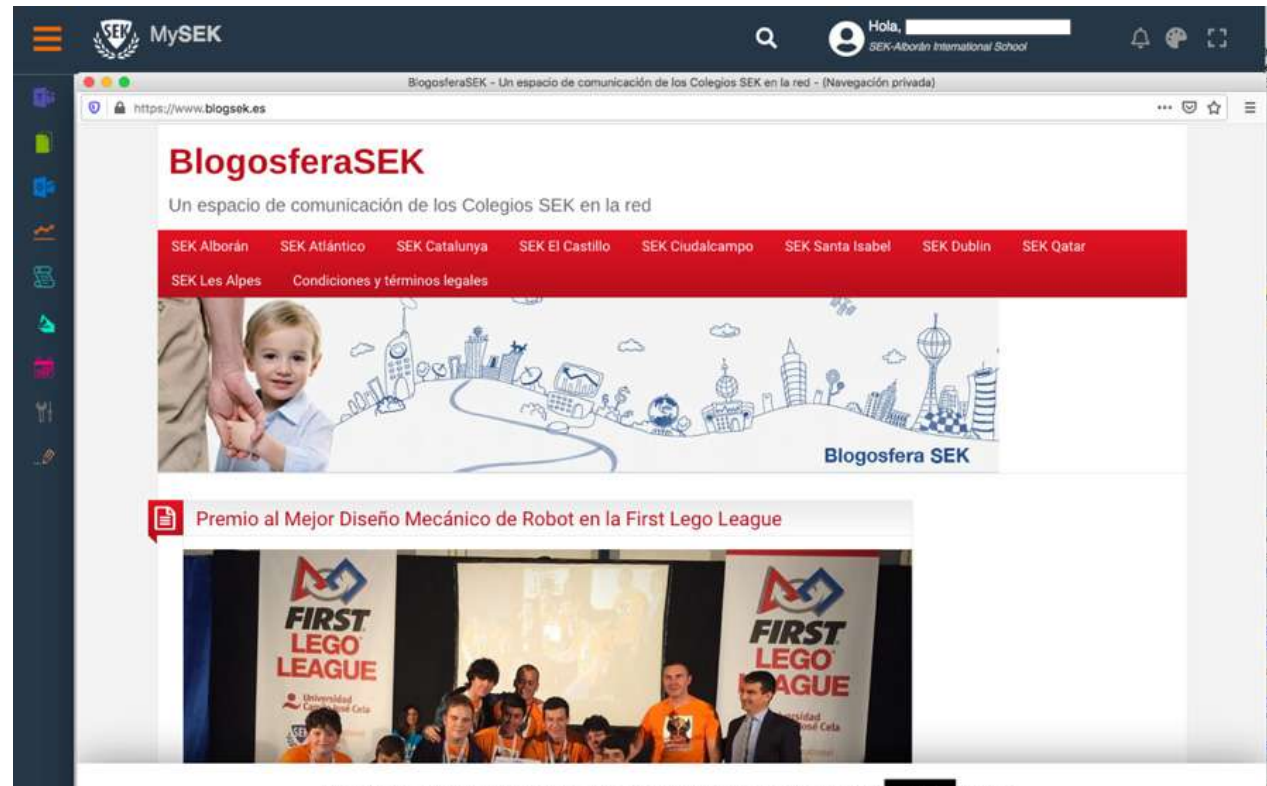 SEK
MySEK
Hola,
SEK-Alborán International School
BlogosferaSEK - Un espacio de comunicación de los Colegios SEK en la red - (Navegación privada)
https://www.blogsek.es
BlogosferaSEK
Un espacio de comunicación de los Colegios SEK en la red
SEK Alborán SEK Atlántico SEK Catalunya SEK El Castillo SEK Ciudalcampo SEK Santa Isabel SEK Dublin SEK Qatar
SEK Les Alpes Condiciones y términos legales
Blogosfera SEK
Premio al Mejor Diseño Mecánico de Robot en la First Lego League
FIRST
LEGO
LEAGUE
Universidad
Camilo José Cela
SEK
FIRST
LEGO
LEAGUE